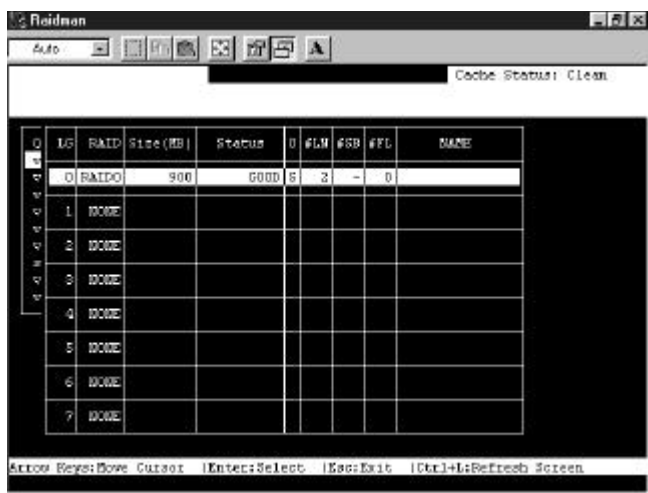 Raidman
Auto
A
Cache Status: Clean
LG RAID Size(MB) Status O #LN #SB #FL NAME
0 RAID0 900 GOOD S 2 - 0
1 NONE
2 NONE
3 NONE
4 NONE
5 NONE
6 NONE
7 NONE
Arrow Keys:Move Cursor |Enter:Select |Esc:Exit |Ctrl+L:Refresh Screen